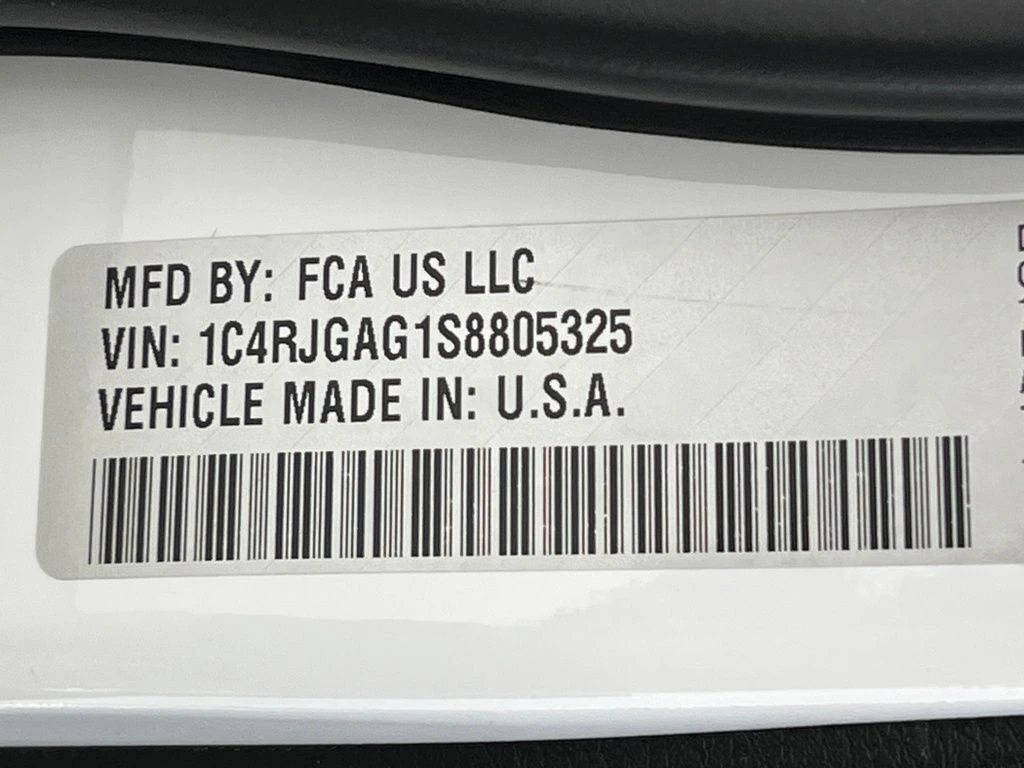 MFD BY: FCA US LLC
VIN: 1C4RJGAG1S8805325
VEHICLE MADE IN: U.S.A.